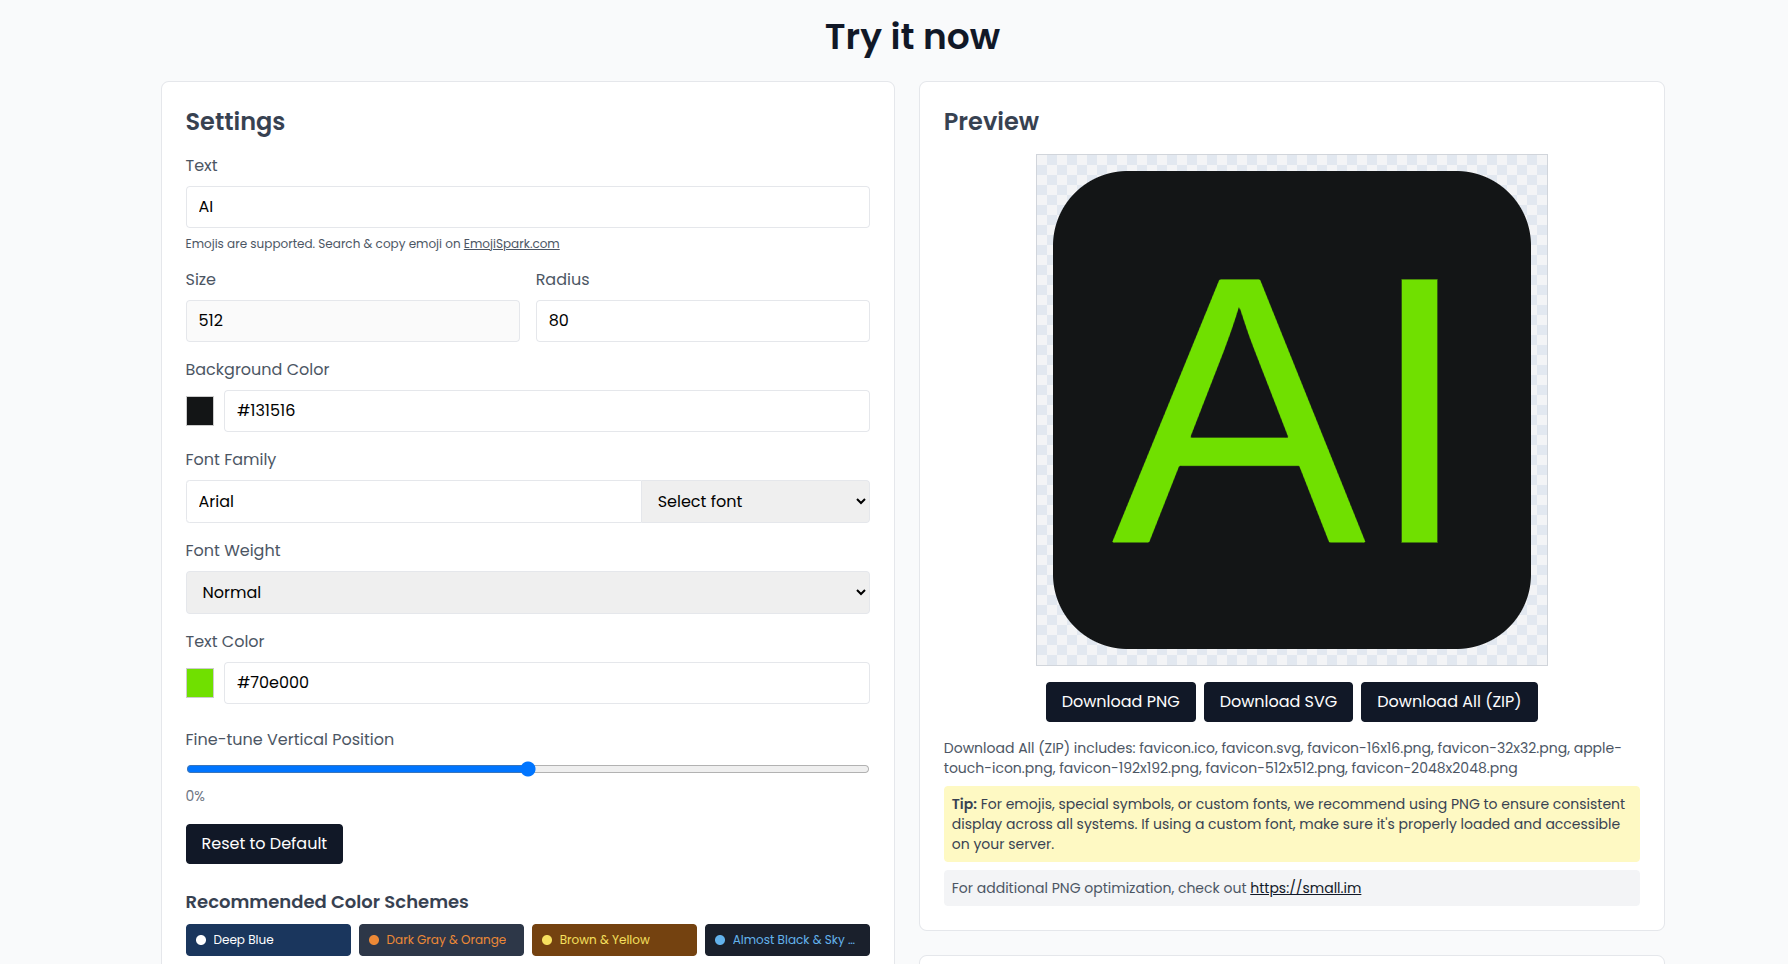 Try it now
Settings
Text
AI
Emojis are supported. Search & copy emoji on EmojiSpark.com
Size
Radius
512
80
Background Color
#131516
Font Family
Arial
Select font
Font Weight
Normal
Text Color
#70e000
Fine-tune Vertical Position
0%
Reset to Default
Recommended Color Schemes
Deep Blue
Dark Gray & Orange
Brown & Yellow
Almost Black & Sky ...
Preview
AI
Download PNG
Download SVG
Download All (ZIP)
Download All (ZIP) includes: favicon.ico, favicon.svg, favicon-16x16.png, favicon-32x32.png, apple-
touch-icon.png, favicon-192x192.png, favicon-512x512.png, favicon-2048x2048.png
Tip: For emojis, special symbols, or custom fonts, we recommend using PNG to ensure consistent
display across all systems. If using a custom font, make sure it's properly loaded and accessible
on your server.
For additional PNG optimization, check out https://small.im